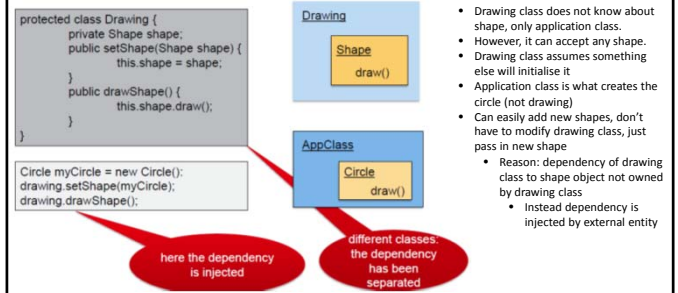 protected class Drawing {
private Shape shape;
public setShape(Shape shape) {
this.shape = shape;
}
public drawShape() {
this.shape.draw();
}
}
Circle myCircle = new Circle():
drawing.setShape(myCircle);
drawing.drawShape();
here the dependency
is injected
Drawing
Shape
draw()
AppClass
Circle
draw()
different classes:
the dependency
has been
separated
• Drawing class does not know about
shape, only application class.
• However, it can accept any shape.
• Drawing class assumes something
else will initialise it
• Application class is what creates the
circle (not drawing)
• Can easily add new shapes, don't
have to modify drawing class, just
pass in new shape
• Reason: dependency of drawing
class to shape object not owned
by drawing class
• Instead dependency is
injected by external entity